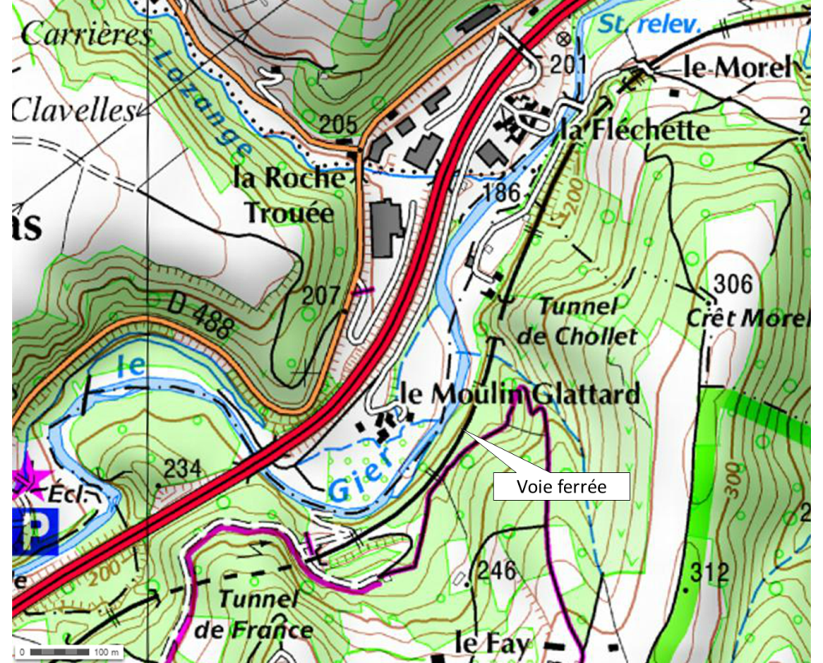 Carrières
St. relev.
201
le Morel
Clavelles
Lozange
205
la Fléchette
la Roche
Trouée
186
200
as
306
207
D 488
Tunnel
de Chollet
Crêt Morel
le
le Moulin Glattard
234
Écl.
Gier
Voie ferrée
300
P
200
246
312
Tunnel
de France
le Fay
0
100 m